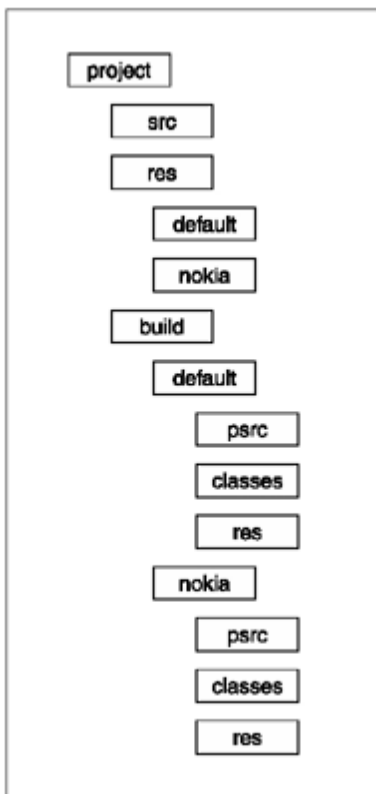 project
src
res
default
nokia
build
default
psrc
classes
res
nokia
psrc
classes
res